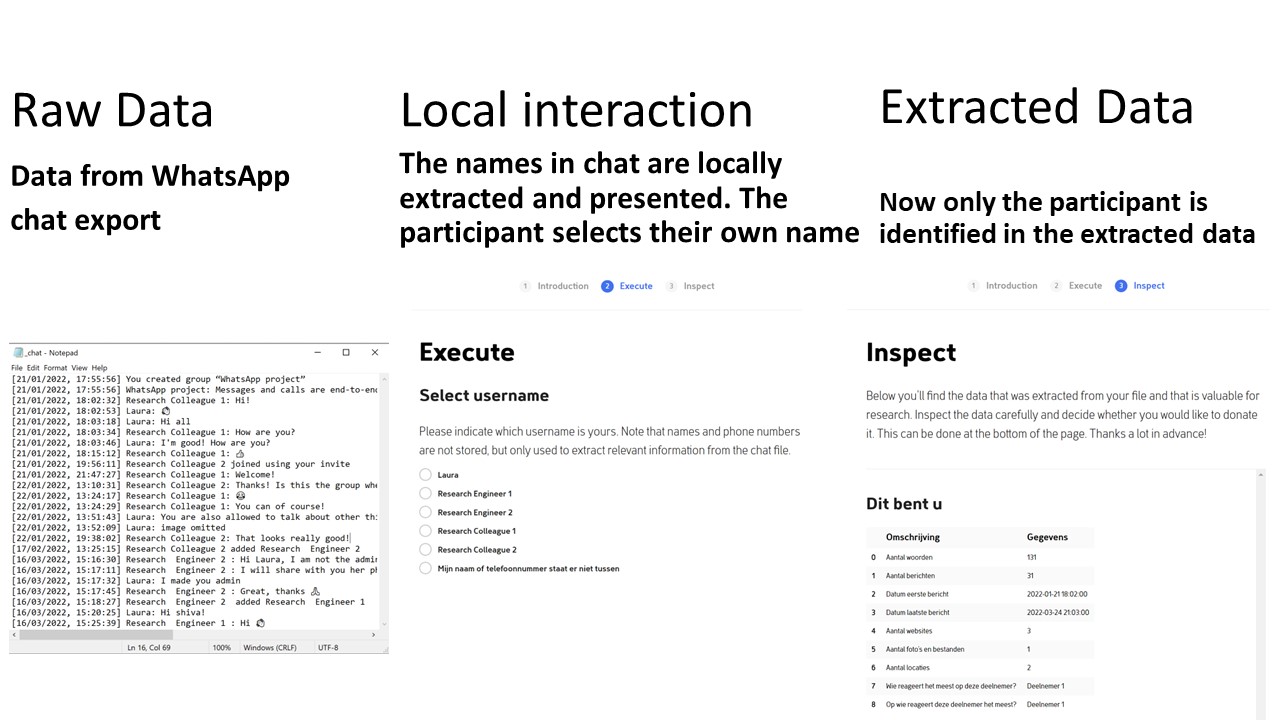 Raw Data
Data from WhatsApp
chat export
_chat - Notepad
File Edit Format View Help
[21/01/2022, 17:55:56] You created group “WhatsApp project”
[21/01/2022, 17:55:56] WhatsApp project: Messages and calls are end-to-end
[21/01/2022, 18:02:32] Research Colleague 1: Hi!
[21/01/2022, 18:02:53] Laura:
[21/01/2022, 18:03:18] Laura: Hi all
[21/01/2022, 18:03:34] Research Colleague 1: How are you?
[21/01/2022, 18:03:46] Laura: I'm good! How are you?
[21/01/2022, 18:15:12] Research Colleague 1: 👍
[21/01/2022, 19:56:11] Research Colleague 2 joined using your invite
[21/01/2022, 21:47:27] Research Colleague 1: Welcome!
[22/01/2022, 13:10:31] Research Colleague 2: Thanks! Is this the group whe
[22/01/2022, 13:24:17] Research Colleague 1:
[22/01/2022, 13:24:29] Research Colleague 1: You can of course!
[22/01/2022, 13:51:43] Laura: You are also allowed to talk about other thi
[22/01/2022, 13:52:09] Laura: image omitted
[22/01/2022, 19:38:02] Research Colleague 2: That looks really good!
[17/02/2022, 13:25:15] Research Colleague 2 added Research Engineer 2
[16/03/2022, 15:16:30] Research Engineer 2 : Hi Laura, I am not the admin
[16/03/2022, 15:17:11] Research Engineer 2 : I will share with you her ph
[16/03/2022, 15:17:32] Laura: I made you admin
[16/03/2022, 15:17:45] Research Engineer 2 : Great, thanks
[16/03/2022, 15:18:27] Research Engineer 2 added Research Engineer 1
[16/03/2022, 15:20:25] Laura: Hi shiva!
[16/03/2022, 15:25:39] Research Engineer 1 : Hi
Ln 16, Col 69 100% Windows (CRLF) UTF-8
Local interaction
The names in chat are locally
extracted and presented. The
participant selects their own name
1 Introduction 2 Execute 3 Inspect
Execute
Select username
Please indicate which username is yours. Note that names and phone numbers
are not stored, but only used to extract relevant information from the chat file.
Laura
Research Engineer 1
Research Engineer 2
Research Colleague 1
Research Colleague 2
Mijn naam of telefoonnummer staat er niet tussen
Extracted Data
Now only the participant is
identified in the extracted data
1 Introduction 2 Execute 3 Inspect
Inspect
Below you'll find the data that was extracted from your file and that is valuable for
research. Inspect the data carefully and decide whether you would like to donate
it. This can be done at the bottom of the page. Thanks a lot in advance!
Dit bent u
Omschrijving Gegevens
0 Aantal woorden 131
1 Aantal berichten 31
2 Datum eerste bericht 2022-01-21 18:02:00
3 Datum laatste bericht 2022-03-24 21:03:00
4 Aantal websites 3
5 Aantal foto's en bestanden 1
6 Aantal locaties 2
7 Wie reageert het meest op deze deelnemer? Deelnemer 1
8 Op wie reageert deze deelnemer het meest? Deelnemer 1